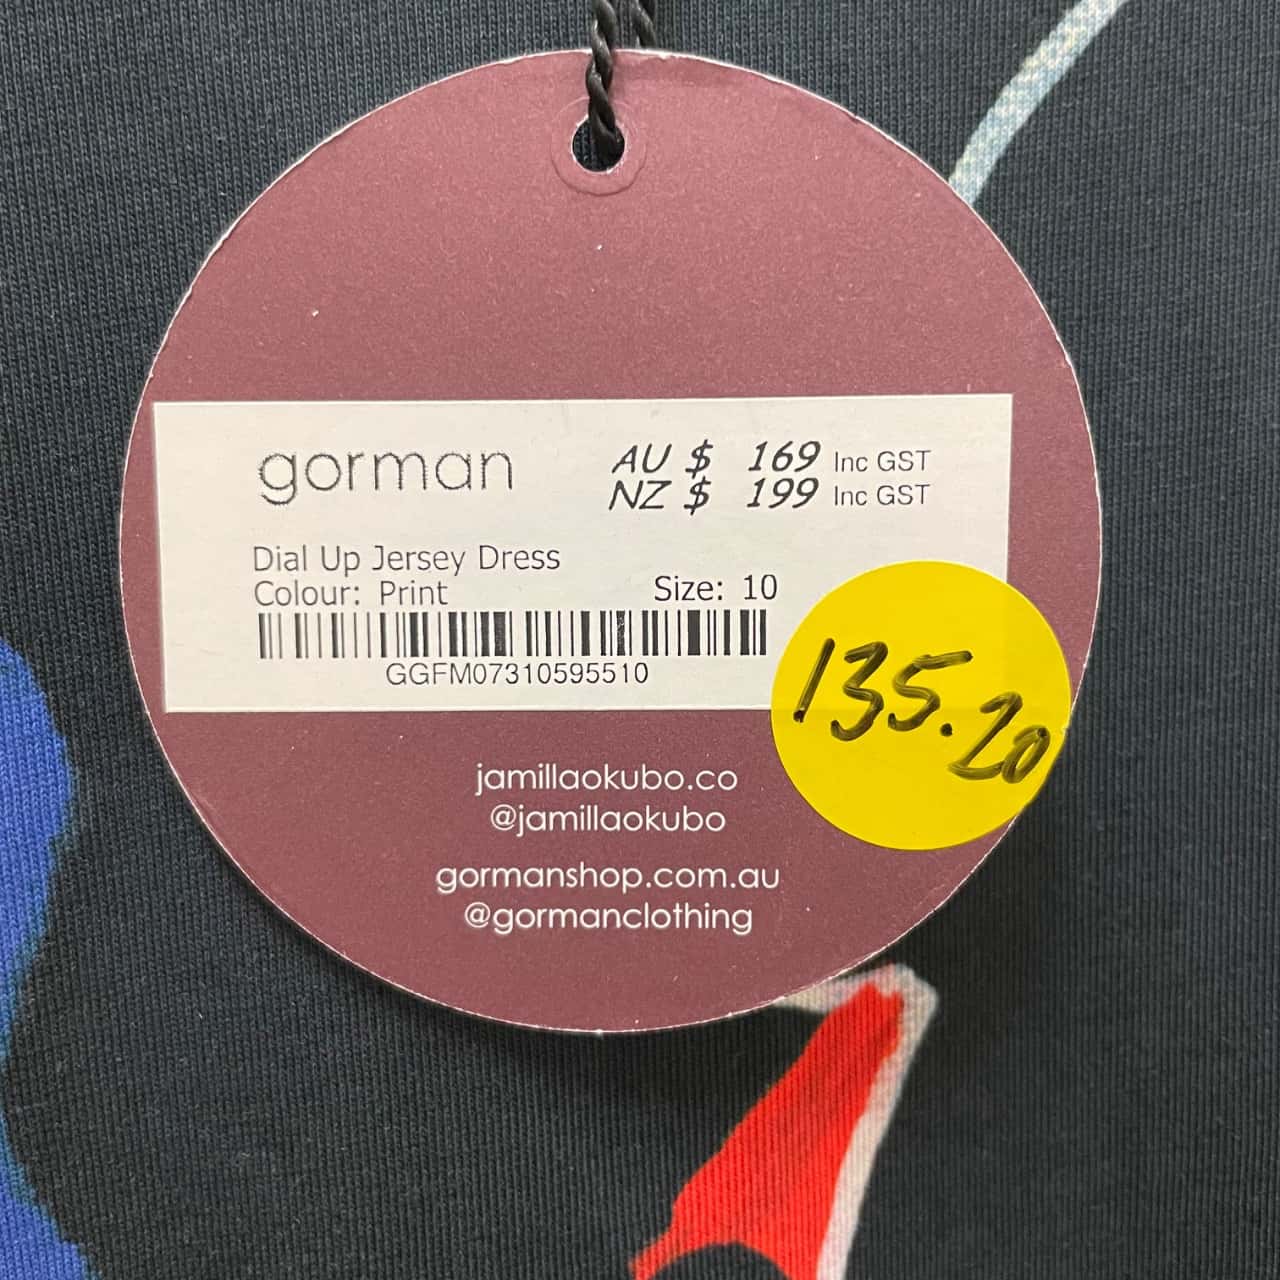 gorman
AU $ 169 Inc GST
NZ $ 199 Inc GST
Dial Up Jersey Dress
Colour: Print Size: 10
GGFM07310595510
135.20
jamillaokubo.co
@jamillaokubo
gormanshop.com.au
@gormanclothing